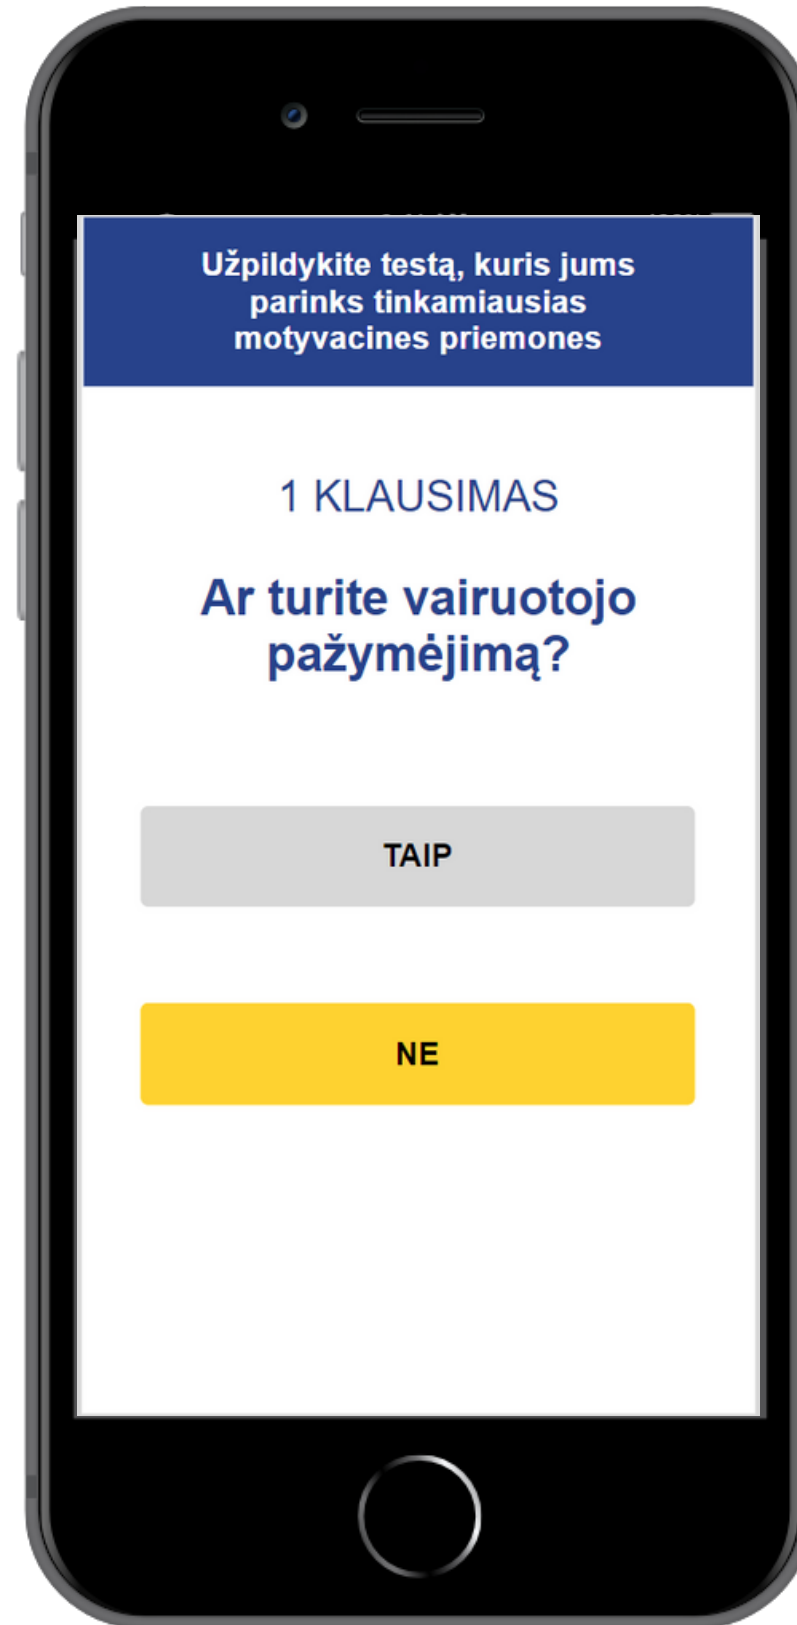 Užpildykite testą, kuris jums
parinks tinkamiausias
motyvacines priemones
1 KLAUSIMAS
Ar turite vairuotojo
pažymėjimą?
TAIP
NE